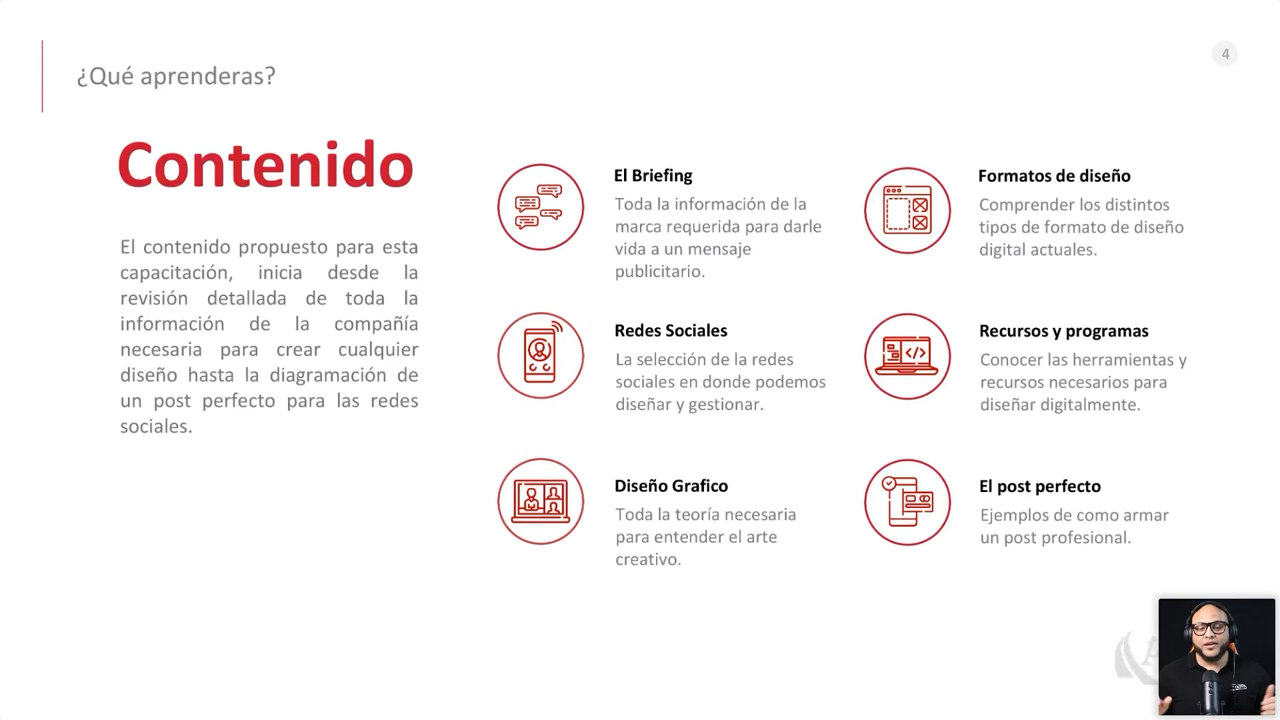 ¿Qué aprenderas?
4
Contenido
El contenido propuesto para esta
capacitación, inicia desde la
revisión detallada de toda la
información de la compañía
necesaria para crear cualquier
diseño hasta la diagramación de
un post perfecto para las redes
sociales.
El Briefing
Toda la información de la
marca requerida para darle
vida a un mensaje
publicitario.
Formatos de diseño
Comprender los distintos
tipos de formato de diseño
digital actuales.
Redes Sociales
La selección de la redes
sociales en donde podemos
diseñar y gestionar.
Recursos y programas
Conocer las herramientas y
recursos necesarios para
diseñar digitalmente.
Diseño Grafico
Toda la teoría necesaria
para entender el arte
creativo.
El post perfecto
Ejemplos de como armar
un post profesional.